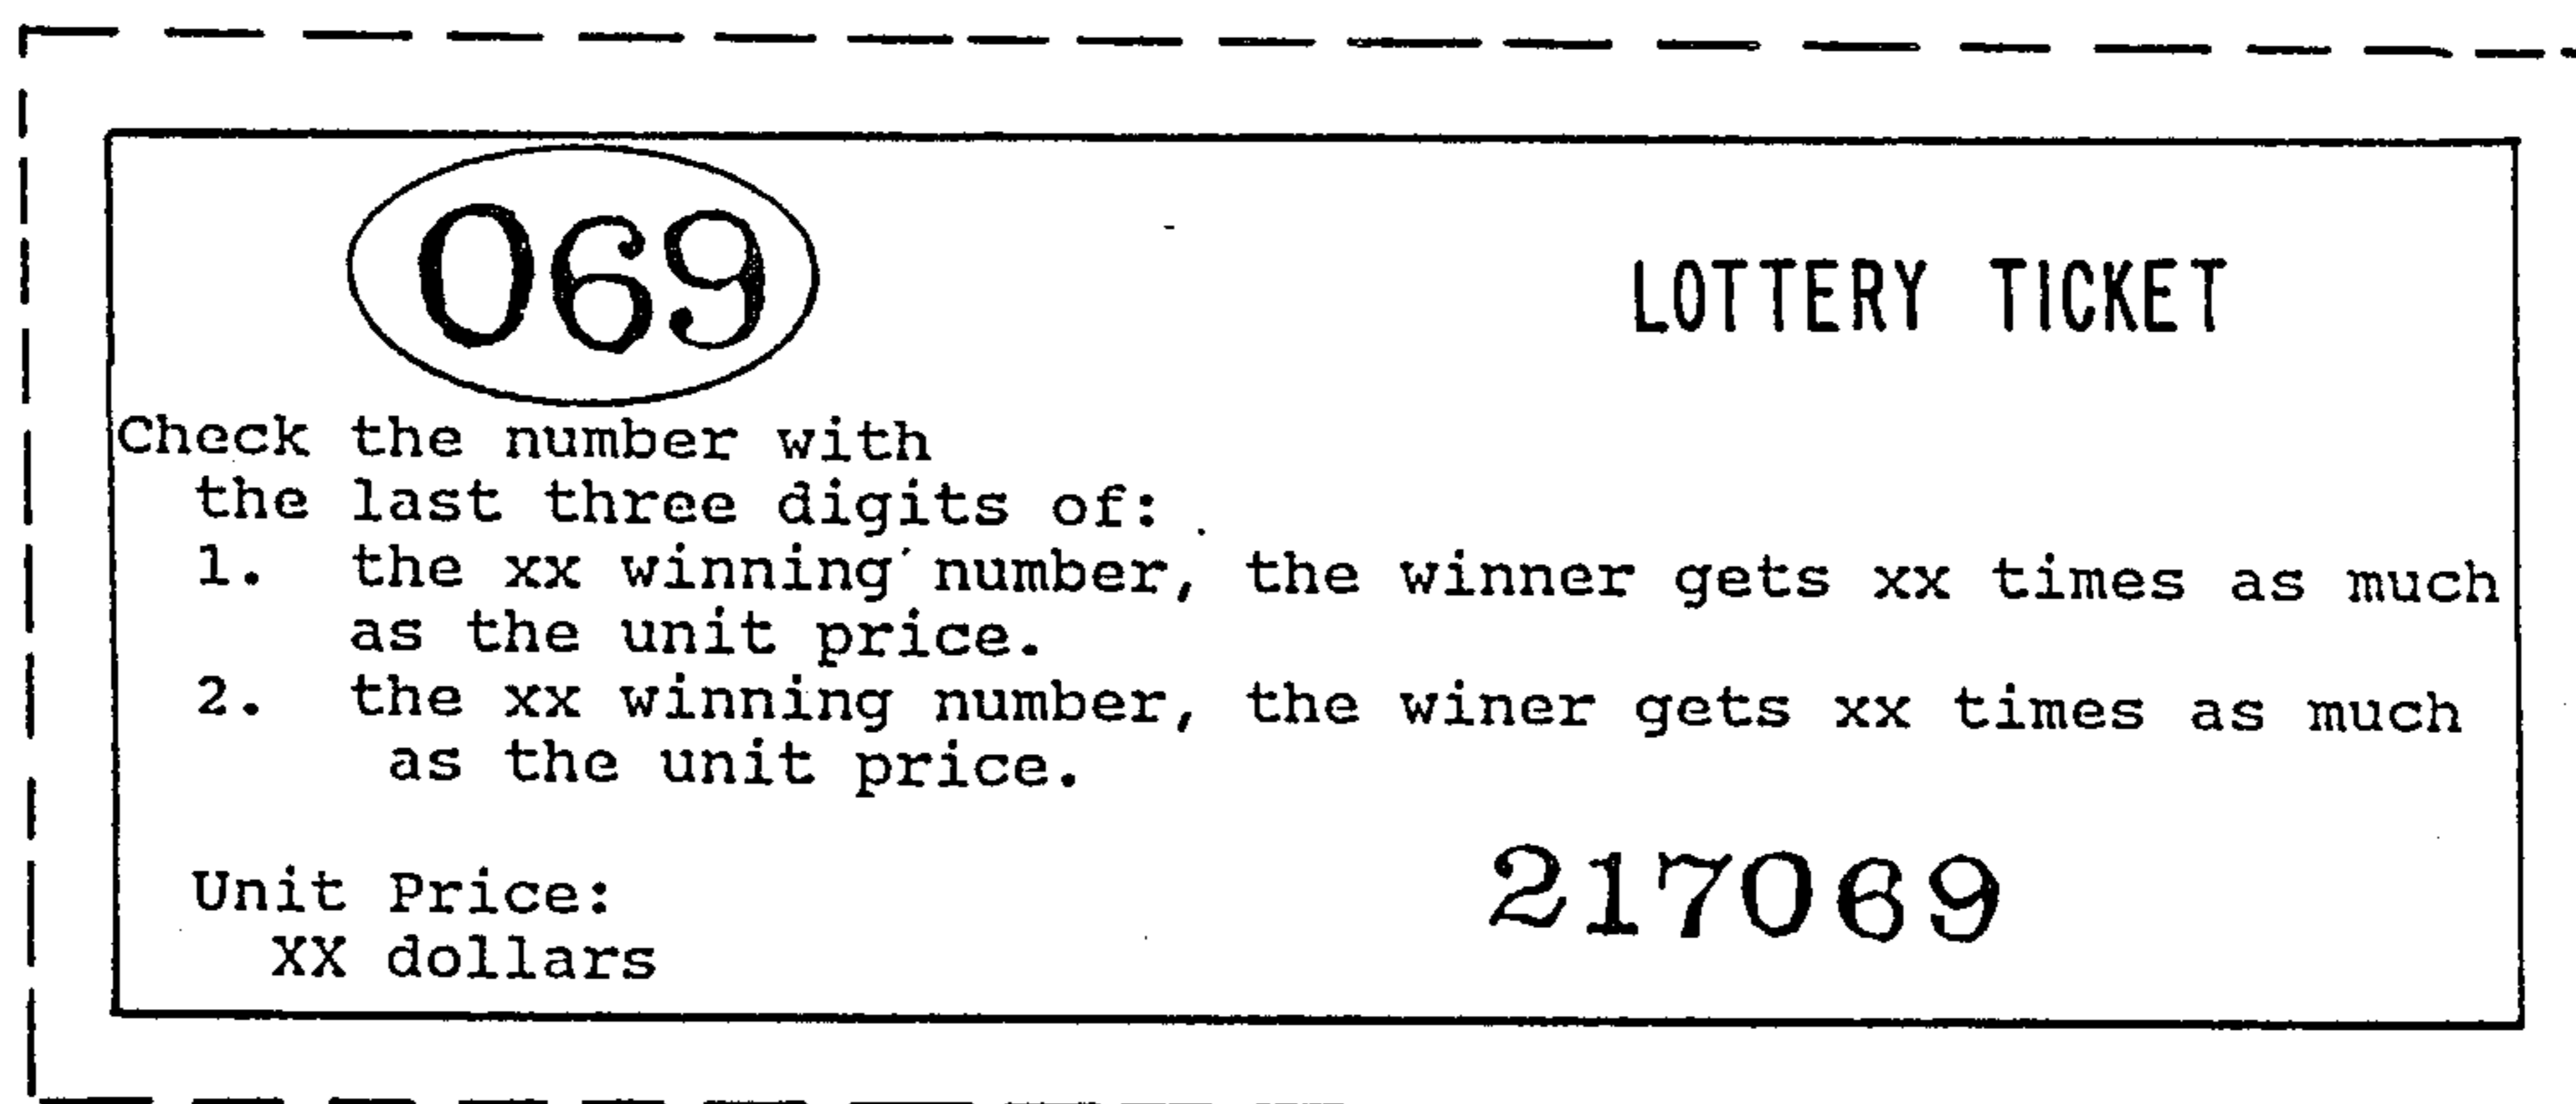 069
LOTTERY TICKET
Check the number with
the last three digits of:
1. the xx winning number, the winner gets xx times as much
as the unit price.
2. the xx winning number, the winer gets xx times as much
as the unit price.
Unit Price:
XX dollars
217069